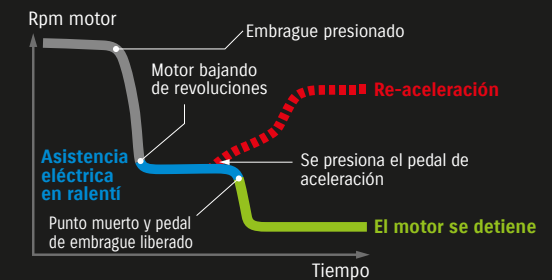 Rpm motor
Embrague presionado
Motor bajando
de revoluciones
Re-aceleración
Asistencia
eléctrica
en ralentí
Se presiona el pedal de
aceleración
Punto muerto y pedal
de embrague liberado
El motor se detiene
Tiempo